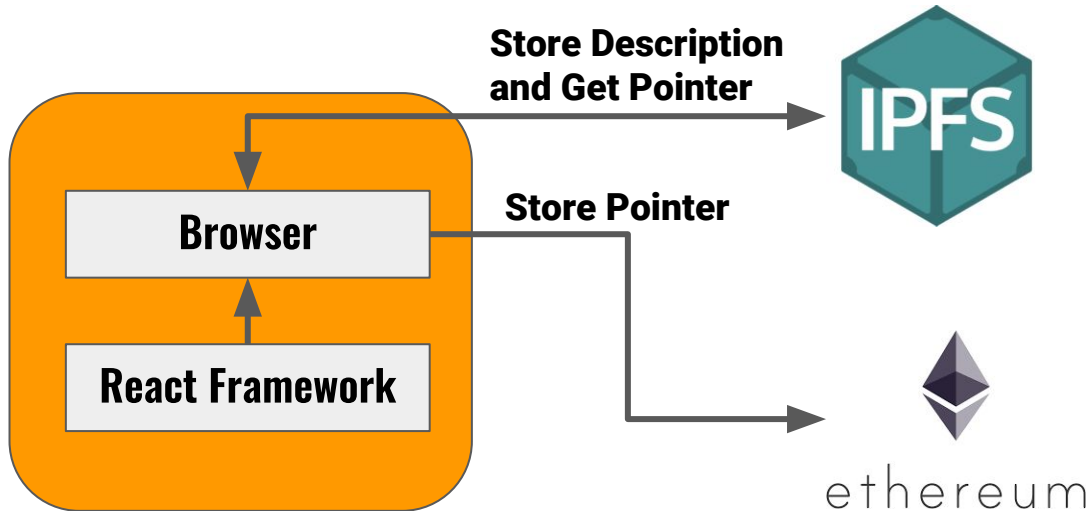 Store Description
and Get Pointer
IPFS
Store Pointer
Browser
React Framework
ethereum